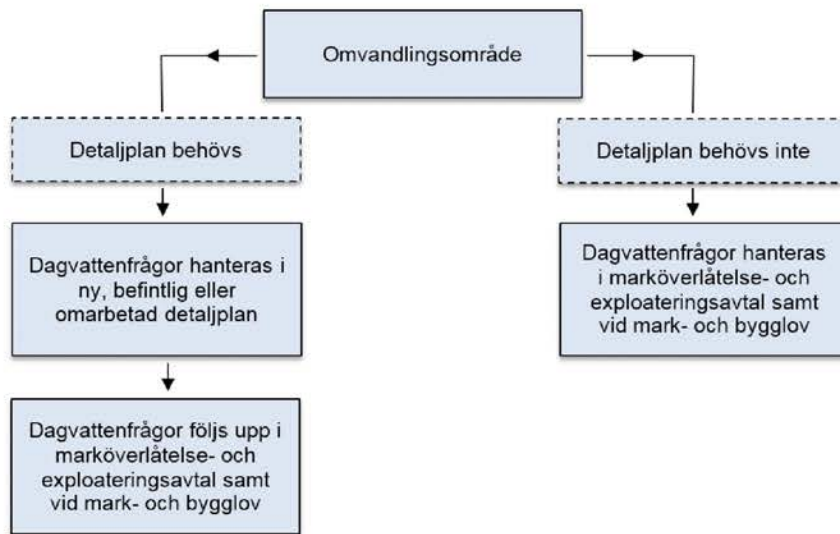 Omvandlingsområde
Detaljplan behövs
Detaljplan behövs inte
Dagvattenfrågor hanteras i
ny, befintlig eller
omarbetad detaljplan
Dagvattenfrågor hanteras
i marköverlåtelse- och
exploateringsavtal samt
vid mark- och bygglov
Dagvattenfrågor följs upp i
marköverlåtelse- och
exploateringsavtal samt
vid mark- och bygglov